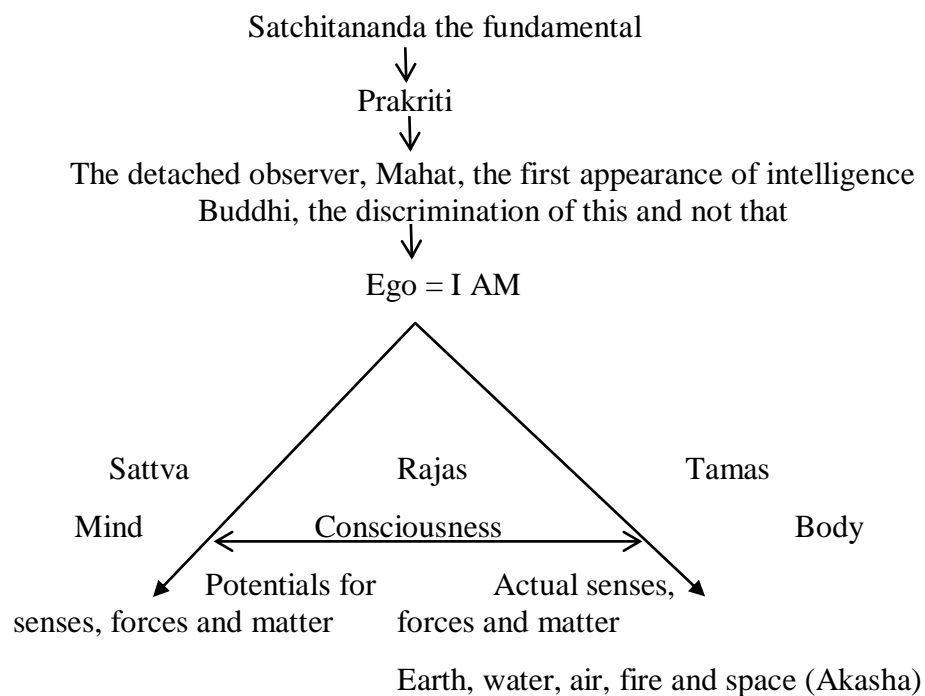 Satchitananda the fundamental
Prakriti
The detached observer, Mahat, the first appearance of intelligence
Buddhi, the discrimination of this and not that
Ego = I AM
Sattva Rajas Tamas
Mind Consciousness Body
Potentials for Actual senses,
senses, forces and matter forces and matter
Earth, water, air, fire and space (Akasha)